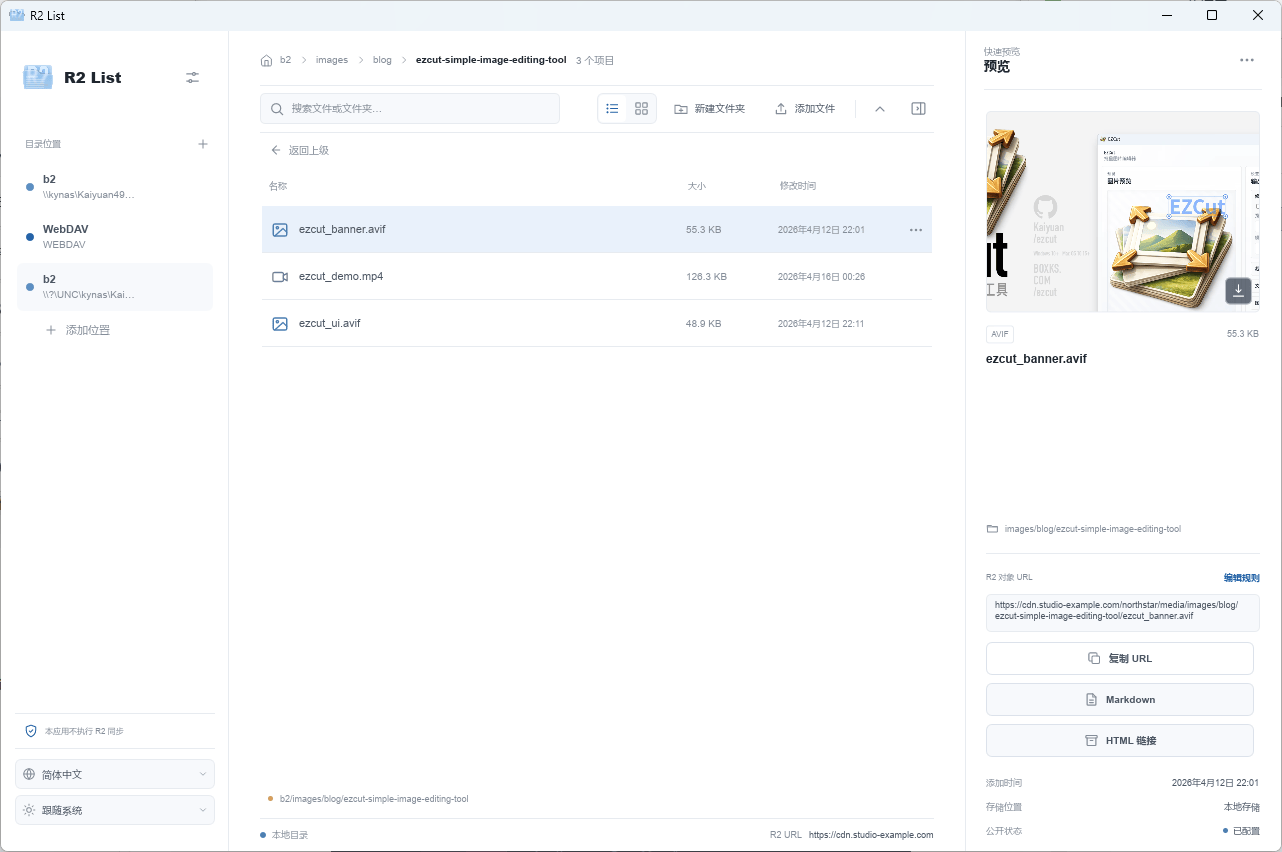 R2 List
R2 List
目录位置
b2
\\kynas\Kaiyuan49...
WebDAV
WEBDAV
b2
\\?\UNC\kynas\Kai...
添加位置
本应用不执行 R2 同步
简体中文
跟随系统
b2 images blog ezcut-simple-image-editing-tool 3 个项目
搜索文件或文件夹...
新建文件夹
添加文件
返回上级
名称 大小 修改时间
ezcut_banner.avif 55.3 KB 2026年4月12日 22:01
ezcut_demo.mp4 126.3 KB 2026年4月16日 00:26
ezcut_ui.avif 48.9 KB 2026年4月12日 22:11
b2/images/blog/ezcut-simple-image-editing-tool
本地目录
R2 URL https://cdn.studio-example.com
快速预览
预览
EZCut
图片预览
EZCut
Kaiyuan
/ezcut
BOXKS.
COM
/ezcut
ut
工具
AVIF 55.3 KB
ezcut_banner.avif
images/blog/ezcut-simple-image-editing-tool
R2 对象 URL 编辑规则
https://cdn.studio-example.com/northstar/media/images/blog/
ezcut-simple-image-editing-tool/ezcut_banner.avif
复制 URL
Markdown
HTML 链接
添加时间 2026年4月12日 22:01
存储位置 本地存储
公开状态 已配置